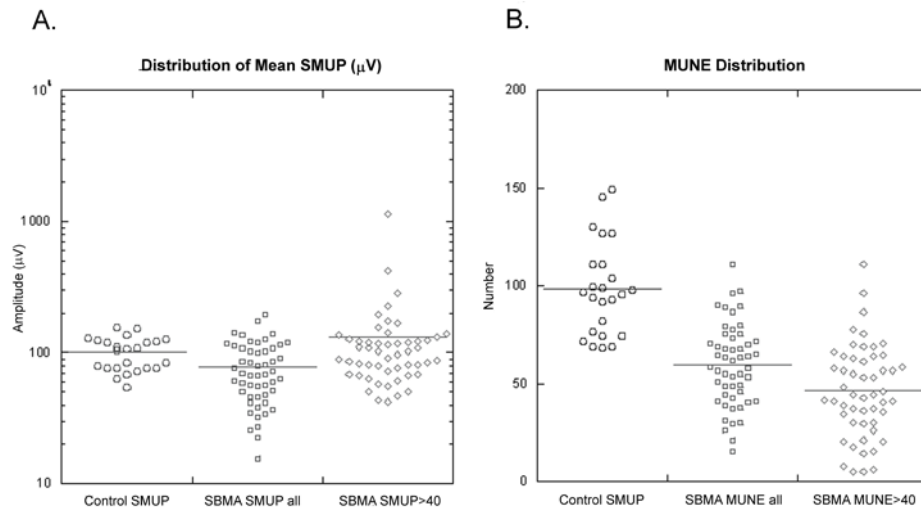 A.
B.
Distribution of Mean SMUP (μV)
MUNE Distribution
Amplitude (μV)
10⁴
1000
100
10
Control SMUP
SBMA SMUP all
SBMA SMUP>40
Number
200
150
100
50
0
Control SMUP
SBMA MUNE all
SBMA MUNE>40